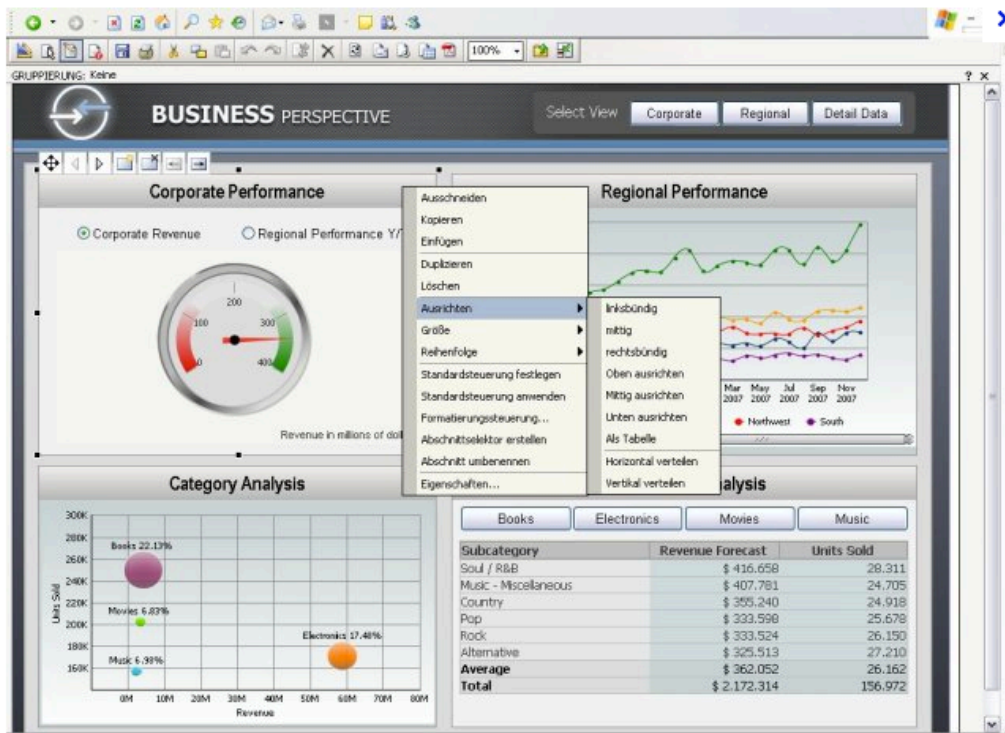 100%
GRUPPIERUNG: Keine
? x
BUSINESS PERSPECTIVE
Select View
Corporate
Regional
Detail Data
Corporate Performance
Corporate Revenue
Regional Performance Y/
0
100
200
300
400
Revenue in millions of doll
Ausschneiden
Kopieren
Einfügen
Duplizieren
Löschen
Ausrichten
Größe
Reihenfolge
Standardsteuerung festlegen
Standardsteuerung anwenden
Formatierungssteuerung...
Abschnittselektor erstellen
Abschnitt umbenennen
Eigenschaften...
linksbündig
mittig
rechtsbündig
Oben ausrichten
Mittig ausrichten
Unten ausrichten
Als Tabelle
Horizontal verteilen
Vertikal verteilen
Regional Performance
Mar May Jul Sep Nov
2007 2007 2007 2007 2007
Northwest South
Category Analysis
Units Sold
300K
280K
260K
240K
220K
200K
180K
160K
Books 22.13%
Movies 6.83%
Music 6.98%
Electronics 17.48%
0M 10M 20M 30M 40M 50M 60M 70M 80M
Revenue
alysis
Books
Electronics
Movies
Music
Subcategory Revenue Forecast Units Sold
Soul / R&B $ 416.658 28.311
Music - Miscellaneous $ 407.781 24.705
Country $ 355.240 24.918
Pop $ 333.598 25.678
Rock $ 333.524 26.150
Alternative $ 325.513 27.210
Average $ 362.052 26.162
Total $ 2.172.314 156.972